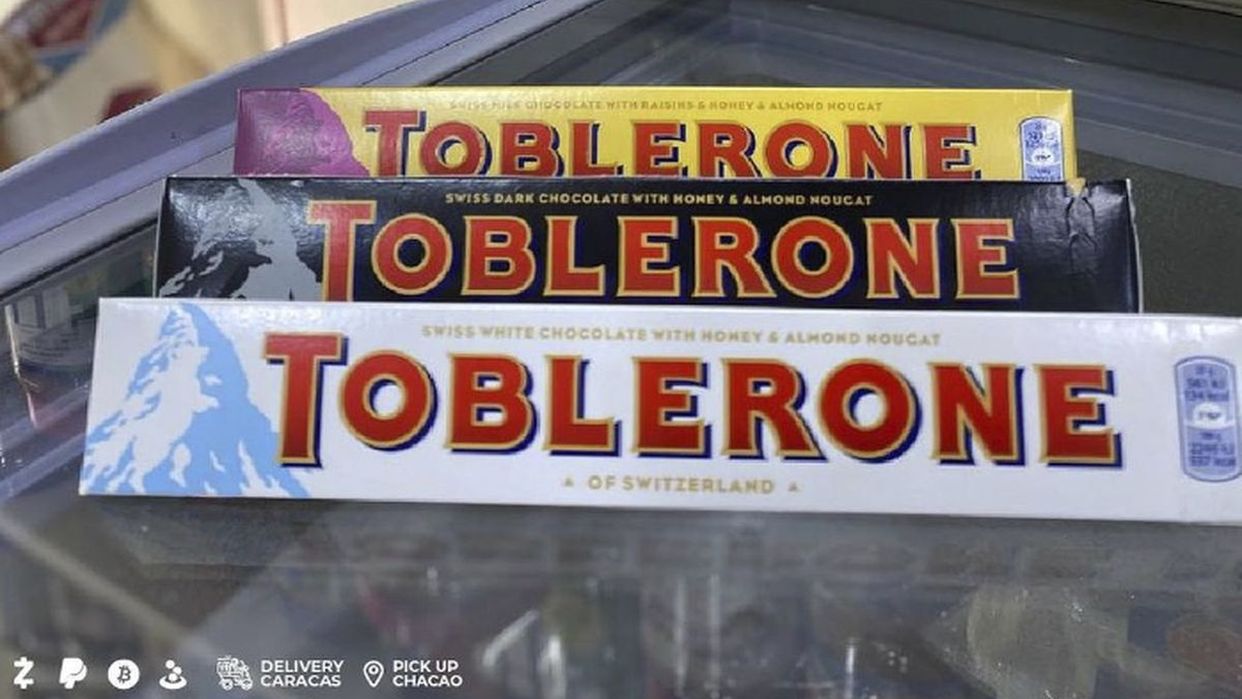 SWISS MILK CHOCOLATE WITH RAISINS & HONEY & ALMOND NOUGAT
TOBLERONE
SWISS DARK CHOCOLATE WITH HONEY & ALMOND NOUGAT
TOBLERONE
SWISS WHITE CHOCOLATE WITH HONEY & ALMOND NOUGAT
TOBLERONE
OF SWITZERLAND
DELIVERY
CARACAS
PICK UP
CHACAO